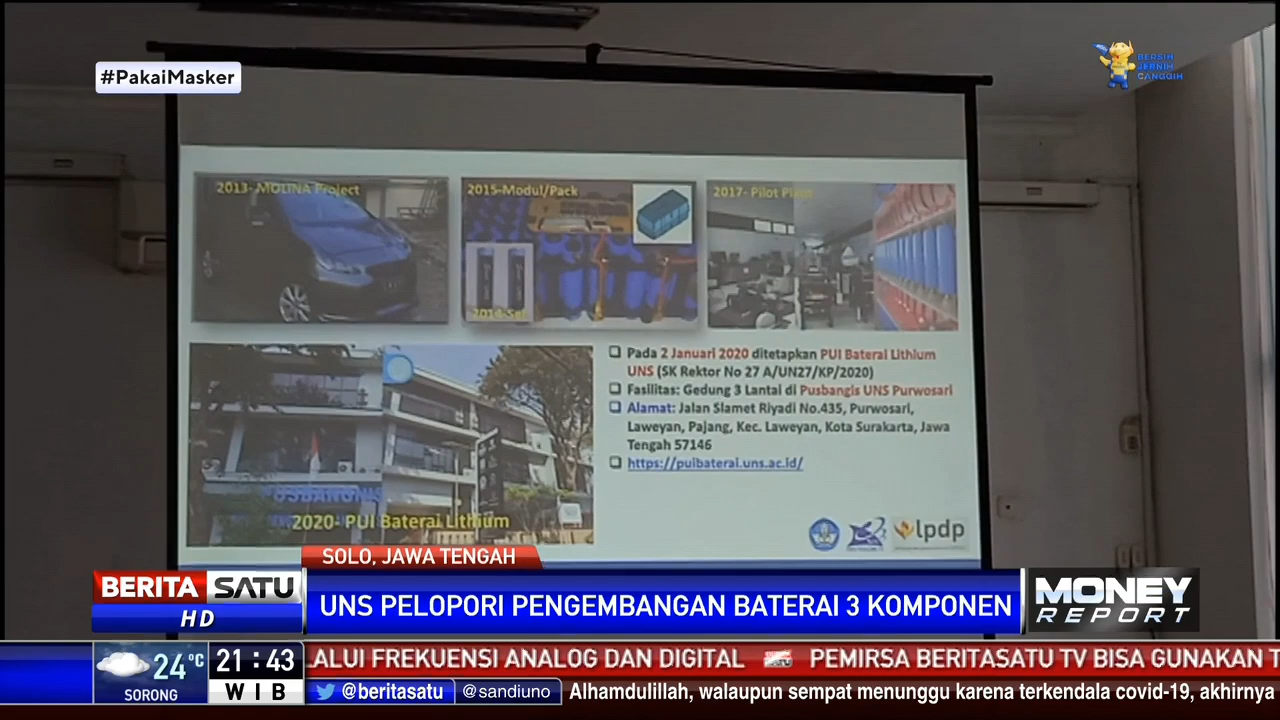 #PakaiMasker
BERSIH
JERNIH
CANGGIH
2013- MOLINA Project
2015-Modul/Pack
2014-Sel
2017- Pilot Plant
Pada 2 Januari 2020 ditetapkan PUI Baterai Lithium
UNS (SK Rektor No 27 A/UN27/KP/2020)
Fasilitas: Gedung 3 Lantai di Pusbangis UNS Purwosari
Alamat: Jalan Slamet Riyadi No.435, Purwosari,
Laweyan, Pajang, Kec. Laweyan, Kota Surakarta, Jawa
Tengah 57146
https://puibaterai.uns.ac.id/
PUSBANGNIS
2020- PUI Baterai Lithium
lpdp
SOLO, JAWA TENGAH
BERITA SATU
HD
UNS PELOPORI PENGEMBANGAN BATERAI 3 KOMPONEN
MONEY
REPORT
24°C
SORONG
21:43
WIB
LALUI FREKUENSI ANALOG DAN DIGITAL PEMIRSA BERITASATU TV BISA GUNAKAN T
@beritasatu @sandiuno Alhamdulillah, walaupun sempat menunggu karena terkendala covid-19, akhirnya